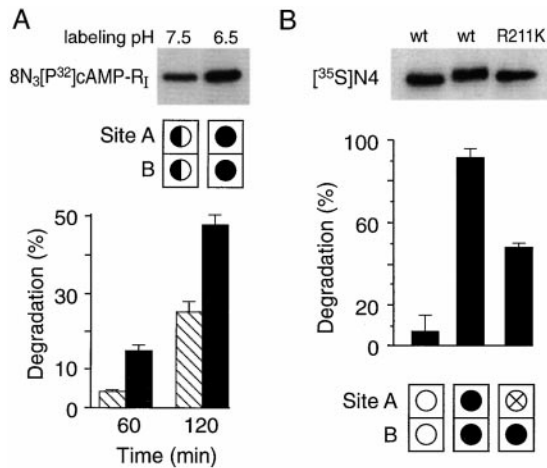 A
labeling pH 7.5 6.5
8N₃[P³²]cAMP-R_I
Site A
B
Degradation (%)
50
30
10
0
60 120
Time (min)
B
wt wt R211K
[³⁵S]N4
Degradation (%)
100
60
20
0
Site A
B